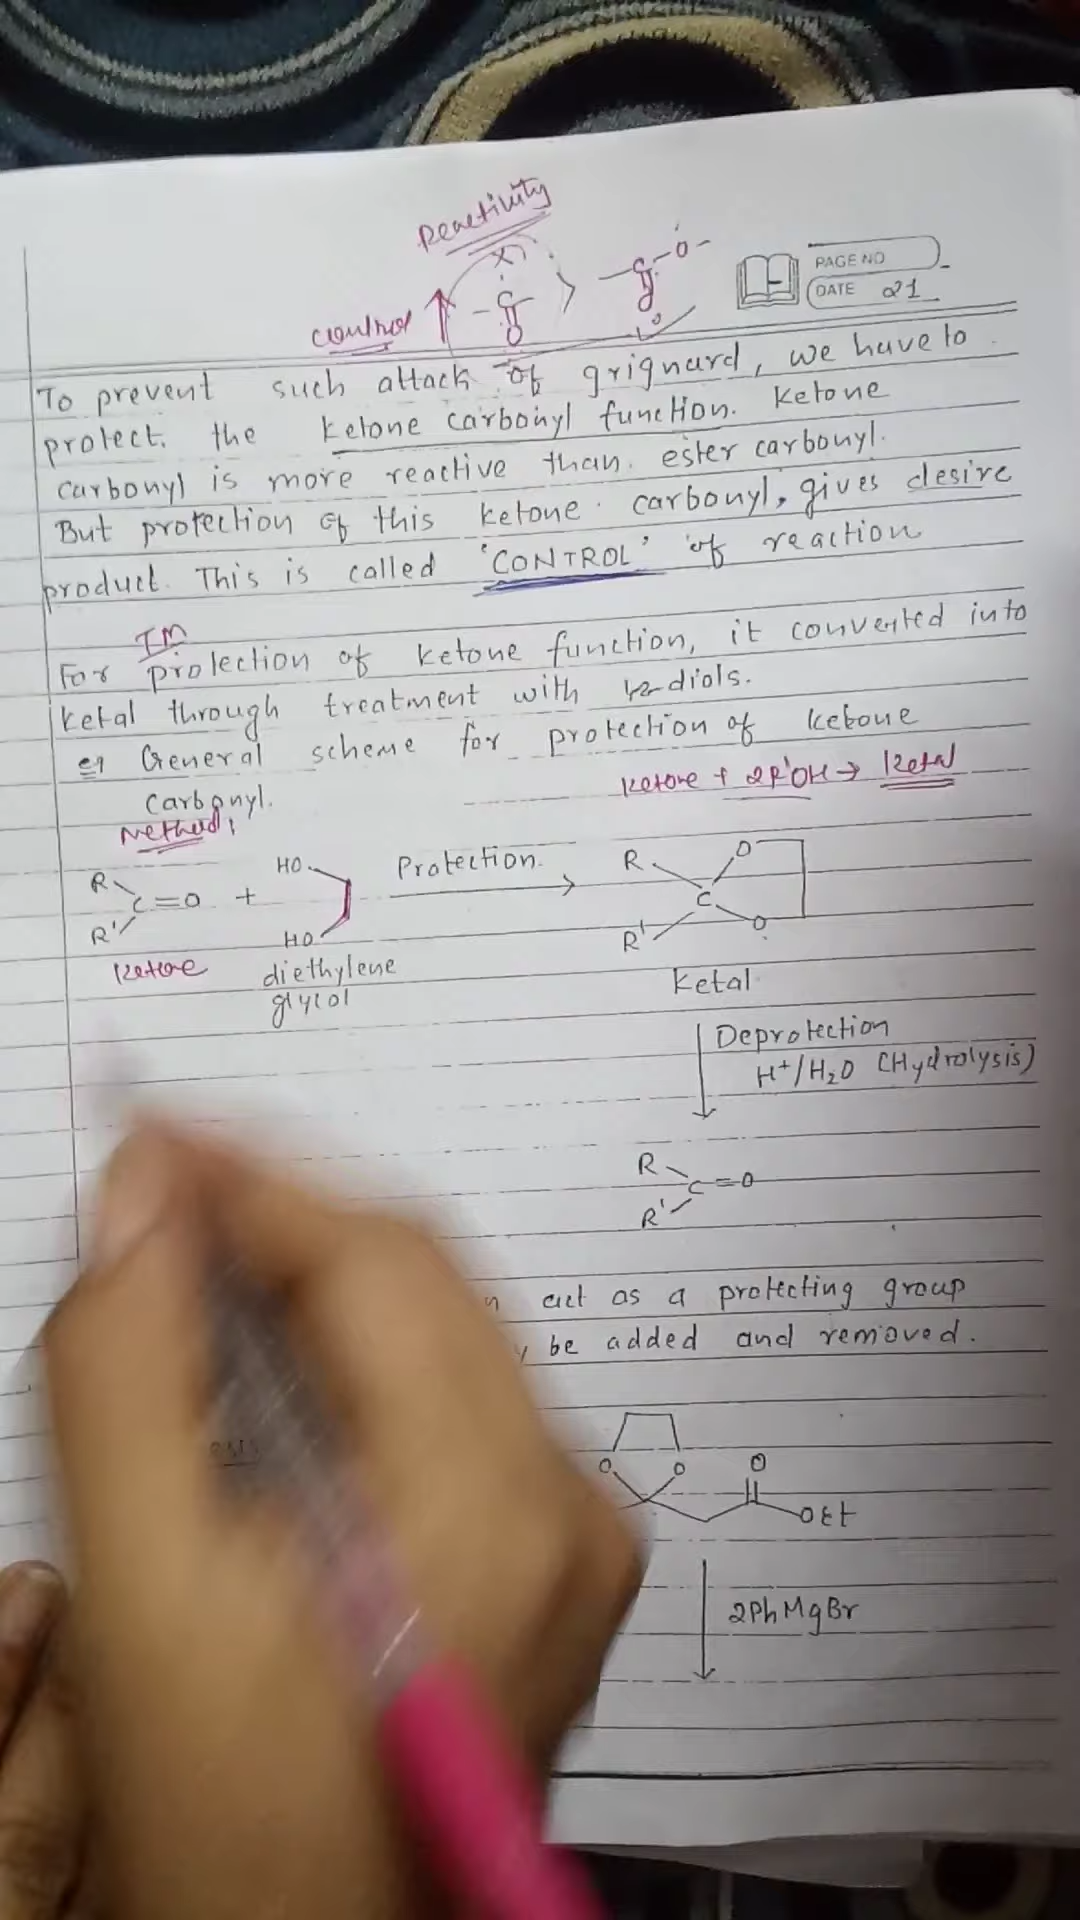 Reactivity
control
PAGE NO
DATE 21
To prevent such attack of grignard, we have to
protect. the ketone carbonyl function. Ketone
carbonyl is more reactive than. ester carbonyl.
But protection of this ketone carbonyl, gives desire
product. This is called 'CONTROL' of reaction
IM
For protection of ketone function, it converted into
ketal through treatment with 1,2-diols.
eg General scheme for protection of ketone
carbonyl.
Ketone + 2R'OH → Ketal
Method:
R R' C=O + HO HO Protection R R' C O O
Ketone diethylene glycol Ketal
Deprotection
H+/H2O (Hydrolysis)
R R' C=O
act as a protecting group
be added and removed.
O O O OEt
2PhMgBr